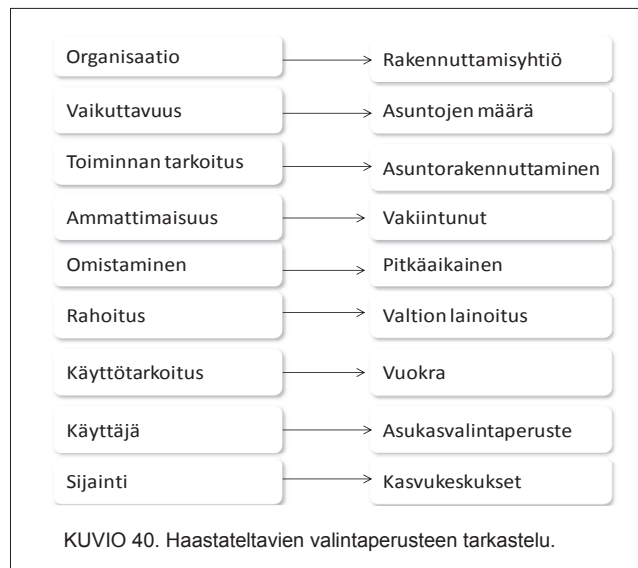 Organisaatio Rakennuttamisyhtiö
Vaikuttavuus Asuntojen määrä
Toiminnan tarkoitus Asuntorakennuttaminen
Ammattimaisuus Vakiintunut
Omistaminen Pitkäaikainen
Rahoitus Valtion lainoitus
Käyttötarkoitus Vuokra
Käyttäjä Asukasvalintaperuste
Sijainti Kasvukeskukset
KUVIO 40. Haastateltavien valintaperusteen tarkastelu.